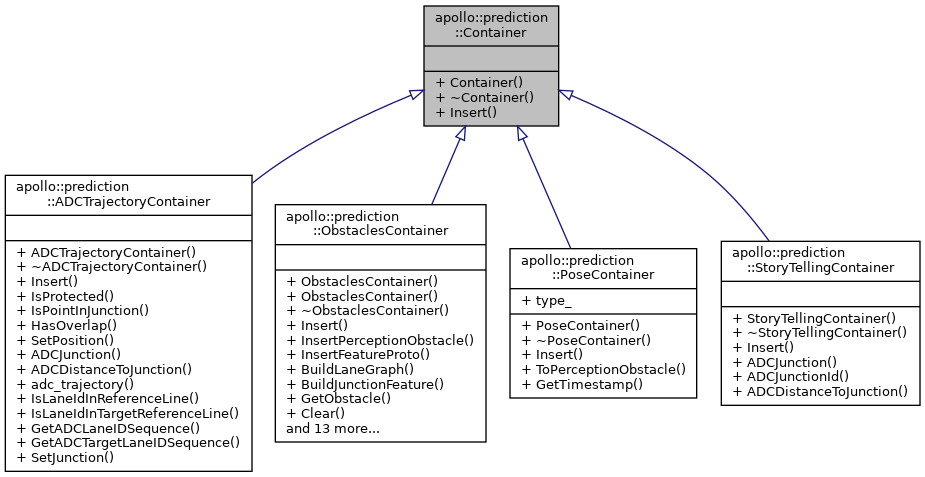 apollo::prediction
::Container
+ Container()
+ ~Container()
+ Insert()
apollo::prediction
::ADCTrajectoryContainer
+ ADCTrajectoryContainer()
+ ~ADCTrajectoryContainer()
+ Insert()
+ IsProtected()
+ IsPointInJunction()
+ HasOverlap()
+ SetPosition()
+ ADCJunction()
+ ADCDistanceToJunction()
+ adc_trajectory()
+ IsLaneIdInReferenceLine()
+ IsLaneIdInTargetReferenceLine()
+ GetADCLaneIDSequence()
+ GetADCTargetLaneIDSequence()
+ SetJunction()
apollo::prediction
::ObstaclesContainer
+ ObstaclesContainer()
+ ObstaclesContainer()
+ ~ObstaclesContainer()
+ Insert()
+ InsertPerceptionObstacle()
+ InsertFeatureProto()
+ BuildLaneGraph()
+ BuildJunctionFeature()
+ GetObstacle()
+ Clear()
and 13 more...
apollo::prediction
::PoseContainer
+ type_
+ PoseContainer()
+ ~PoseContainer()
+ Insert()
+ ToPerceptionObstacle()
+ GetTimestamp()
apollo::prediction
::StoryTellingContainer
+ StoryTellingContainer()
+ ~StoryTellingContainer()
+ Insert()
+ ADCJunction()
+ ADCJunctionId()
+ ADCDistanceToJunction()